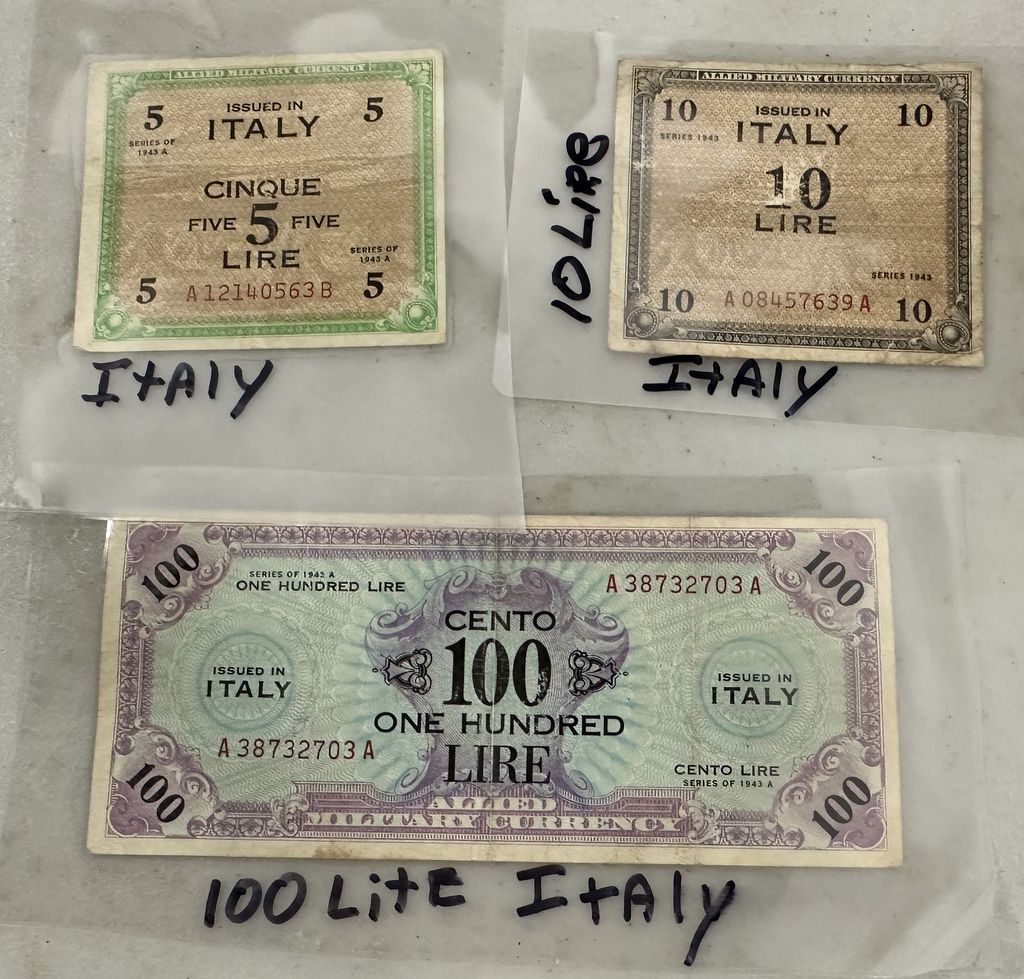 ALLIED MILITARY CURRENCY
5 ISSUED IN 5
ITALY
SERIES OF
1943 A
CINQUE
FIVE 5 FIVE
LIRE
SERIES OF
1943 A
5 A12140563B 5
ITAly
ALLIED MILITARY CURRENCY
10 ISSUED IN 10
SERIES 1943 ITALY
10
LIRE
SERIES 1943
10 A08457639A 10
10 LiRE
ITAly
100 100
SERIES OF 1943 A
ONE HUNDRED LIRE A38732703A
CENTO
ISSUED IN 100 ISSUED IN
ITALY ITALY
ONE HUNDRED
A38732703A LIRE
CENTO LIRE
SERIES OF 1943 A
100 100
ALLIED
MILITARY CURRENCY
100 LitE ITAly